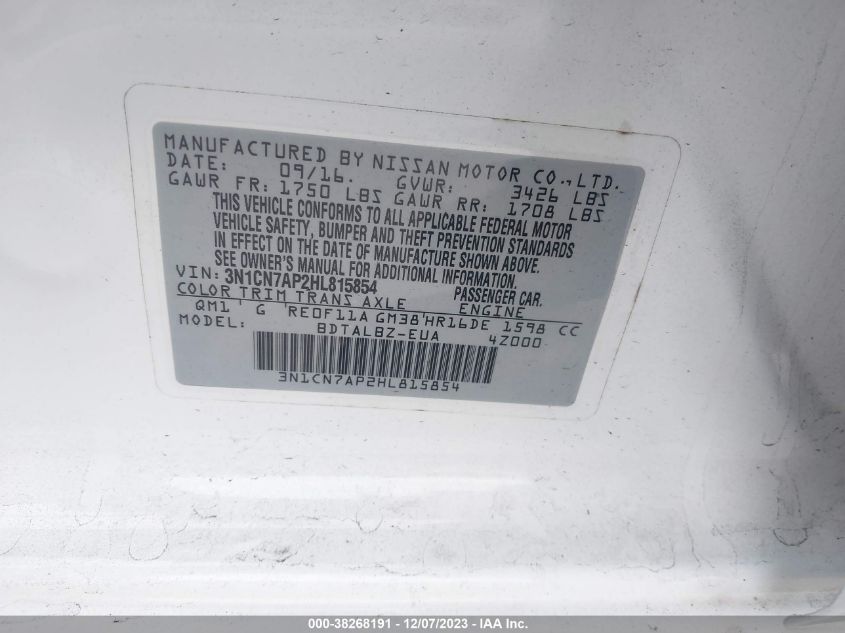 MANUFACTURED BY NISSAN MOTOR CO.,LTD.
DATE: 09/16. GVWR: 3426 LBS
GAWR FR: 1750 LBS GAWR RR: 1708 LBS
THIS VEHICLE CONFORMS TO ALL APPLICABLE FEDERAL MOTOR
VEHICLE SAFETY, BUMPER AND THEFT PREVENTION STANDARDS
IN EFFECT ON THE DATE OF MANUFACTURE SHOWN ABOVE.
SEE OWNER'S MANUAL FOR ADDITIONAL INFORMATION.
VIN: 3N1CN7AP2HL815854 PASSENGER CAR.
COLOR TRIM TRANS AXLE ENGINE
QM1 G RE0F11A GM38 HR16DE 1598 CC
MODEL: BDTALBZ-EUA 4Z000
3N1CN7AP2HL815854
000-38268191 - 12/07/2023 - IAA Inc.